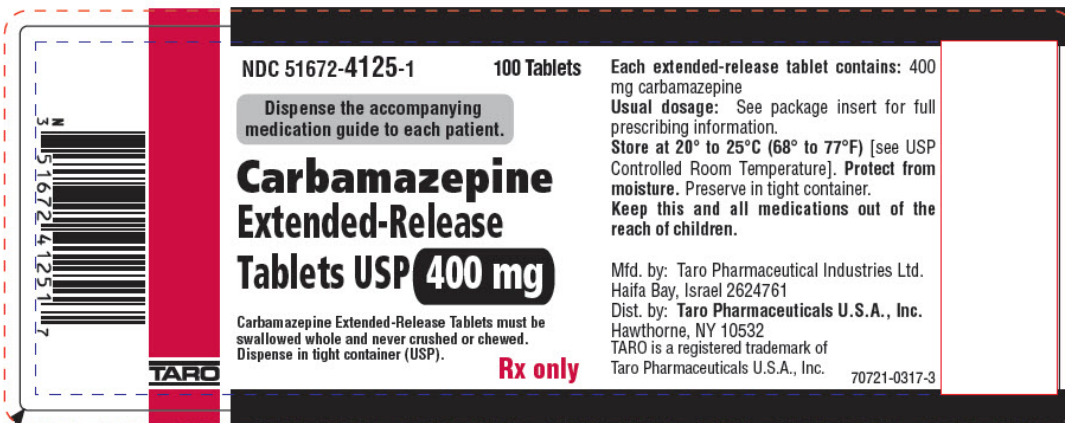 N
3 51672 41251 7
TARO
NDC 51672-4125-1 100 Tablets
Dispense the accompanying
medication guide to each patient.
Carbamazepine
Extended-Release
Tablets USP 400 mg
Carbamazepine Extended-Release Tablets must be
swallowed whole and never crushed or chewed.
Dispense in tight container (USP).
Rx only
Each extended-release tablet contains: 400
mg carbamazepine
Usual dosage: See package insert for full
prescribing information.
Store at 20° to 25°C (68° to 77°F) [see USP
Controlled Room Temperature]. Protect from
moisture. Preserve in tight container.
Keep this and all medications out of the
reach of children.
Mfd. by: Taro Pharmaceutical Industries Ltd.
Haifa Bay, Israel 2624761
Dist. by: Taro Pharmaceuticals U.S.A., Inc.
Hawthorne, NY 10532
TARO is a registered trademark of
Taro Pharmaceuticals U.S.A., Inc.
70721-0317-3